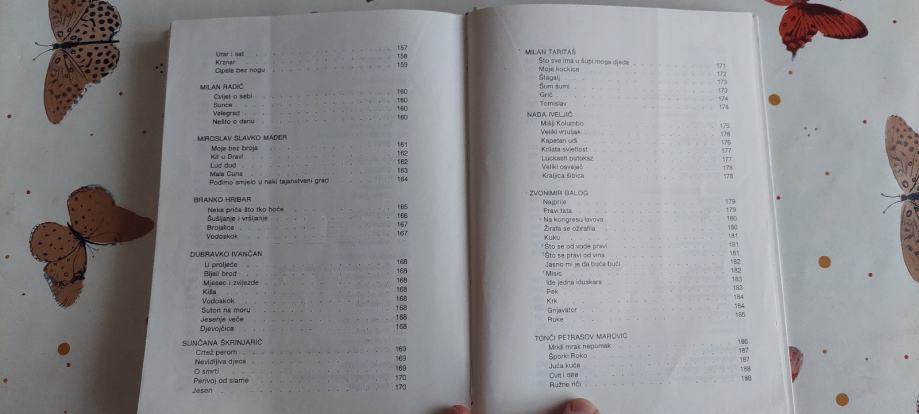 Urar i sat 157
Krznar 158
Cipele bez nogu 159
MILAN RADIĆ
Cvijet o sebi 160
Sunce 160
Velegrad 160
Nešto o danu 160
MIROSLAV SLAVKO MAĐER
Moja bez broja 161
Kit u Dravi 162
Lud dud 162
Mala Cuna 163
Pođimo smjelo u neki tajanstveni grad 164
BRANKO HRIBAR
Neka priča što tko hoće 165
Šušljanje i vršljanje 166
Brojalica 167
Vodoskok 167
DUBRAVKO IVANČAN
U proljeće 168
Bijeli brod 168
Mjesec i zvijezde 168
Kiša 168
Vodoskok 168
Suton na moru 168
Jesenje veče 168
Djevojčica 168
SUNČANA ŠKRINJARIĆ
Crtež perom 169
Nevidljiva djeca 169
O smrti 169
Perivoj od slame 170
Jesen 170
MILAN TARITAŠ
Što sve ima u šupi moga djeda 171
Moje kockice 172
Štagalj 173
Šum šumi 173
Grič 174
Tomislav 174
NADA IVELJIĆ
Mišji Kolumbo 175
Veliki vrtuljak 176
Kapetan uđi 176
Krilata svjetlost 177
Luckasti putokaz 177
Veliki osvajač 178
Kraljica šibica 178
ZVONIMIR BALOG
Najprije 179
Pravi tata 179
Na kongresu lavova 180
Žirafa se ožirafila 180
Kuku 181
Što se od vode pravi 181
Što se pravi od vina 181
Jasno mi je da buća bući 182
Misic 182
Ide jedna iduskara 183
Pek 183
Krk 184
Gnjavator 184
Ruke 185
TONČI PETRASOV MAROVIĆ
Mrkli mrak nepomak 186
Šporki Roko 187
Juča kuča 187
Cvit i dite 188
Ružne riči 188